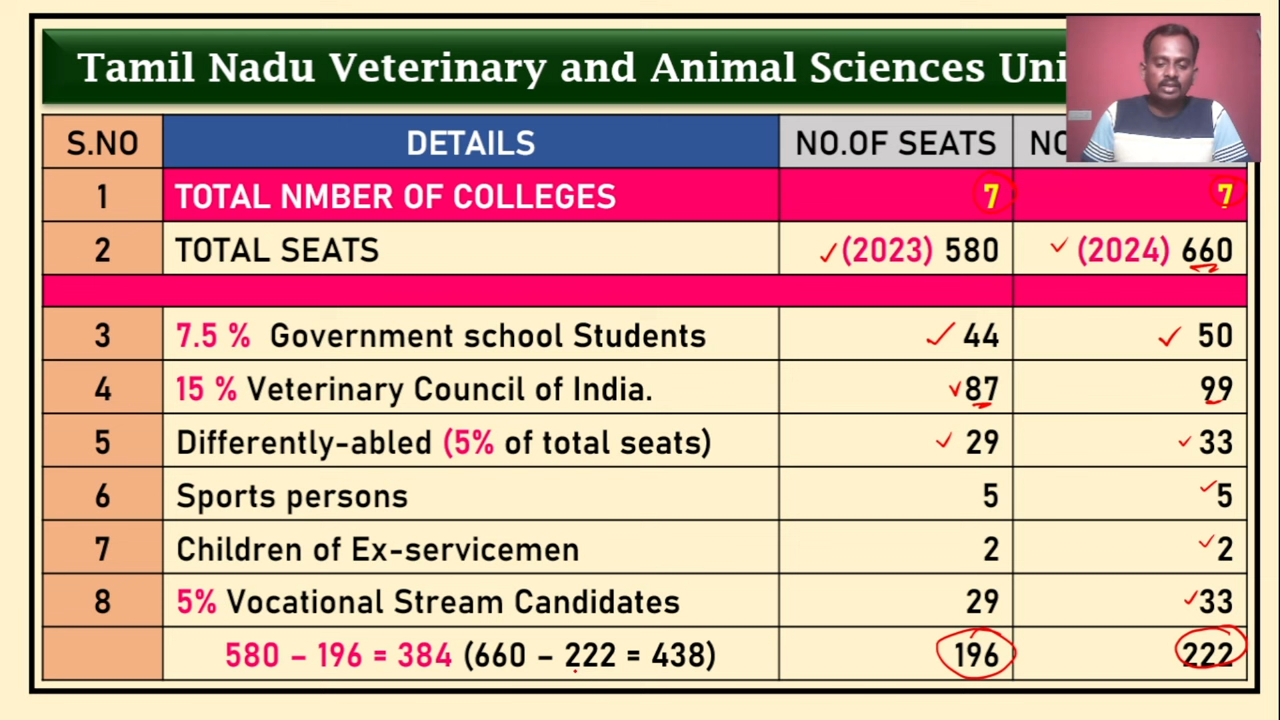 Tamil Nadu Veterinary and Animal Sciences Uni
S.NO DETAILS NO.OF SEATS NO
1 TOTAL NMBER OF COLLEGES 7 7
2 TOTAL SEATS (2023) 580 (2024) 660
3 7.5 % Government school Students 44 50
4 15 % Veterinary Council of India. 87 99
5 Differently-abled (5% of total seats) 29 33
6 Sports persons 5 5
7 Children of Ex-servicemen 2 2
8 5% Vocational Stream Candidates 29 33
580 – 196 = 384 (660 – 222 = 438) 196 222